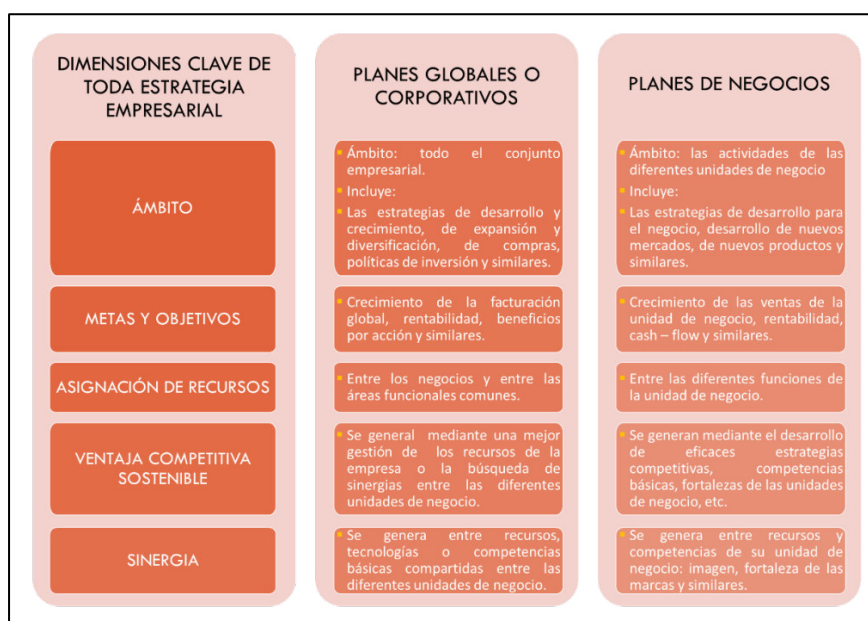 DIMENSIONES CLAVE DE
TODA ESTRATEGIA
EMPRESARIAL
ÁMBITO
METAS Y OBJETIVOS
ASIGNACIÓN DE RECURSOS
VENTAJA COMPETITIVA
SOSTENIBLE
SINERGIA
PLANES GLOBALES O
CORPORATIVOS
Ámbito: todo el conjunto
empresarial.
Incluye:
Las estrategias de desarrollo y
crecimiento, de expansión y
diversificación, de compras,
políticas de inversión y similares.
Crecimiento de la facturación
global, rentabilidad, beneficios
por acción y similares.
Entre los negocios y entre las
áreas funcionales comunes.
Se general mediante una mejor
gestión de los recursos de la
empresa o la búsqueda de
sinergias entre las diferentes
unidades de negocio.
Se genera entre recursos,
tecnologías o competencias
básicas compartidas entre las
diferentes unidades de negocio.
PLANES DE NEGOCIOS
Ámbito: las actividades de las
diferentes unidades de negocio
Incluye:
Las estrategias de desarrollo para
el negocio, desarrollo de nuevos
mercados, de nuevos productos y
similares.
Crecimiento de las ventas de la
unidad de negocio, rentabilidad,
cash – flow y similares.
Entre las diferentes funciones de
la unidad de negocio.
Se generan mediante el desarrollo
de eficaces estrategias
competitivas, competencias
básicas, fortalezas de las unidades
de negocio, etc.
Se genera entre recursos y
competencias de su unidad de
negocio: imagen, fortaleza de las
marcas y similares.